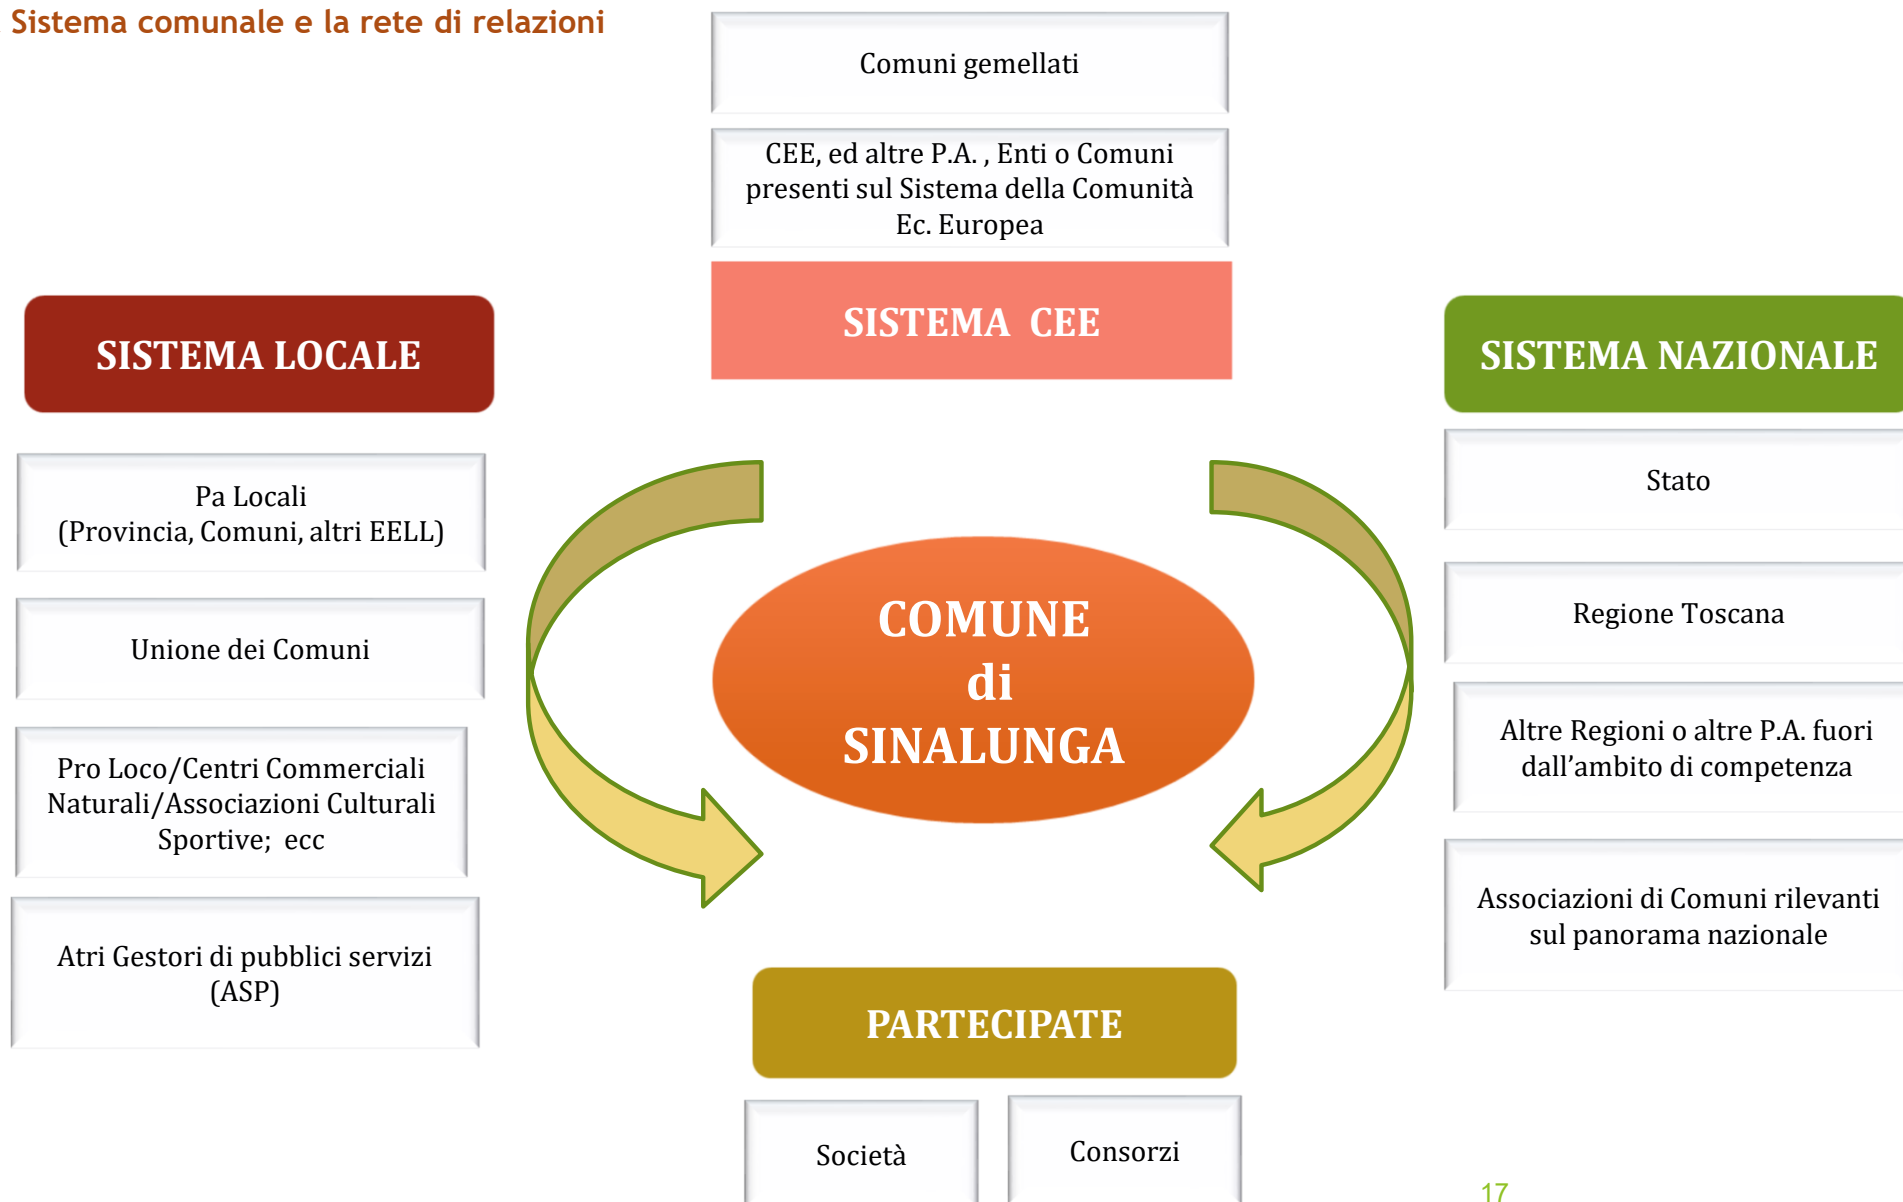 Sistema comunale e la rete di relazioni
Comuni gemellati
CEE, ed altre P.A. , Enti o Comuni
presenti sul Sistema della Comunità
Ec. Europea
SISTEMA CEE
SISTEMA LOCALE
Pa Locali
(Provincia, Comuni, altri EELL)
Unione dei Comuni
Pro Loco/Centri Commerciali
Naturali/Associazioni Culturali
Sportive; ecc
Atri Gestori di pubblici servizi
(ASP)
COMUNE
di
SINALUNGA
SISTEMA NAZIONALE
Stato
Regione Toscana
Altre Regioni o altre P.A. fuori
dall’ambito di competenza
Associazioni di Comuni rilevanti
sul panorama nazionale
PARTECIPATE
Società
Consorzi
17